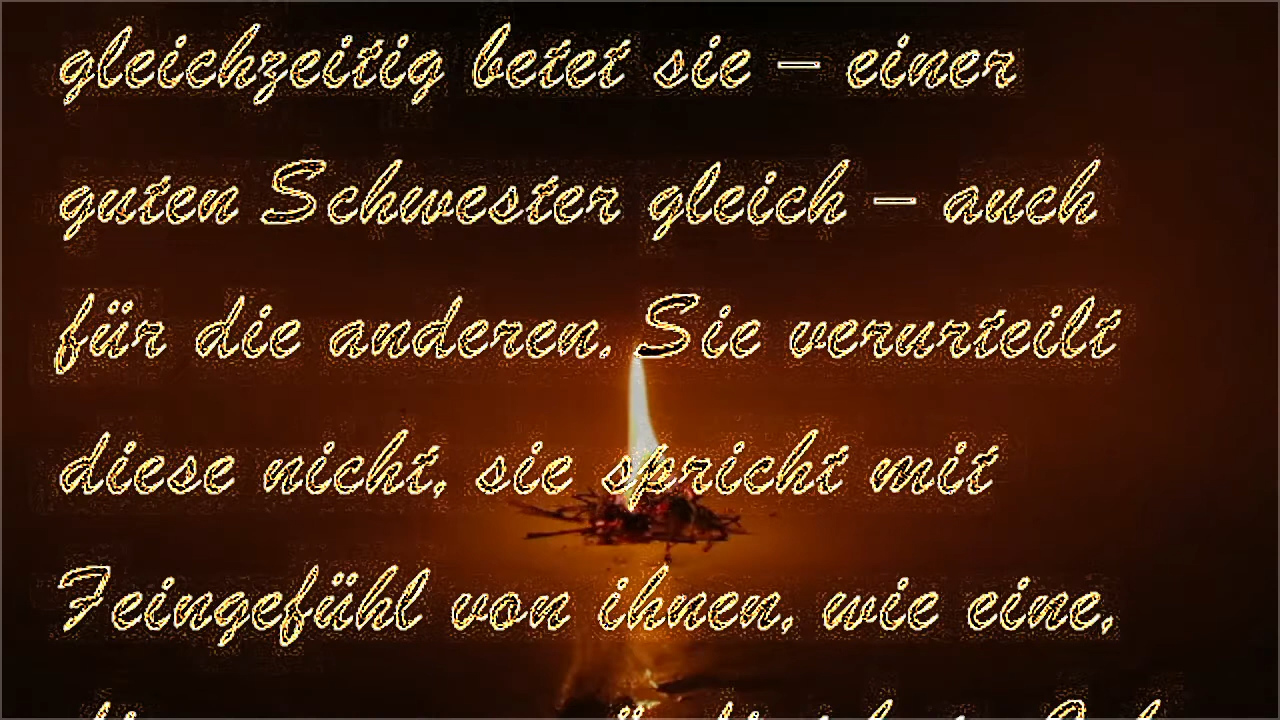 gleichzeitig betet sie – einer
guten Schwester gleich – auch
für die anderen. Sie verurteilt
diese nicht, sie spricht mit
Feingefühl von ihnen, wie eine,